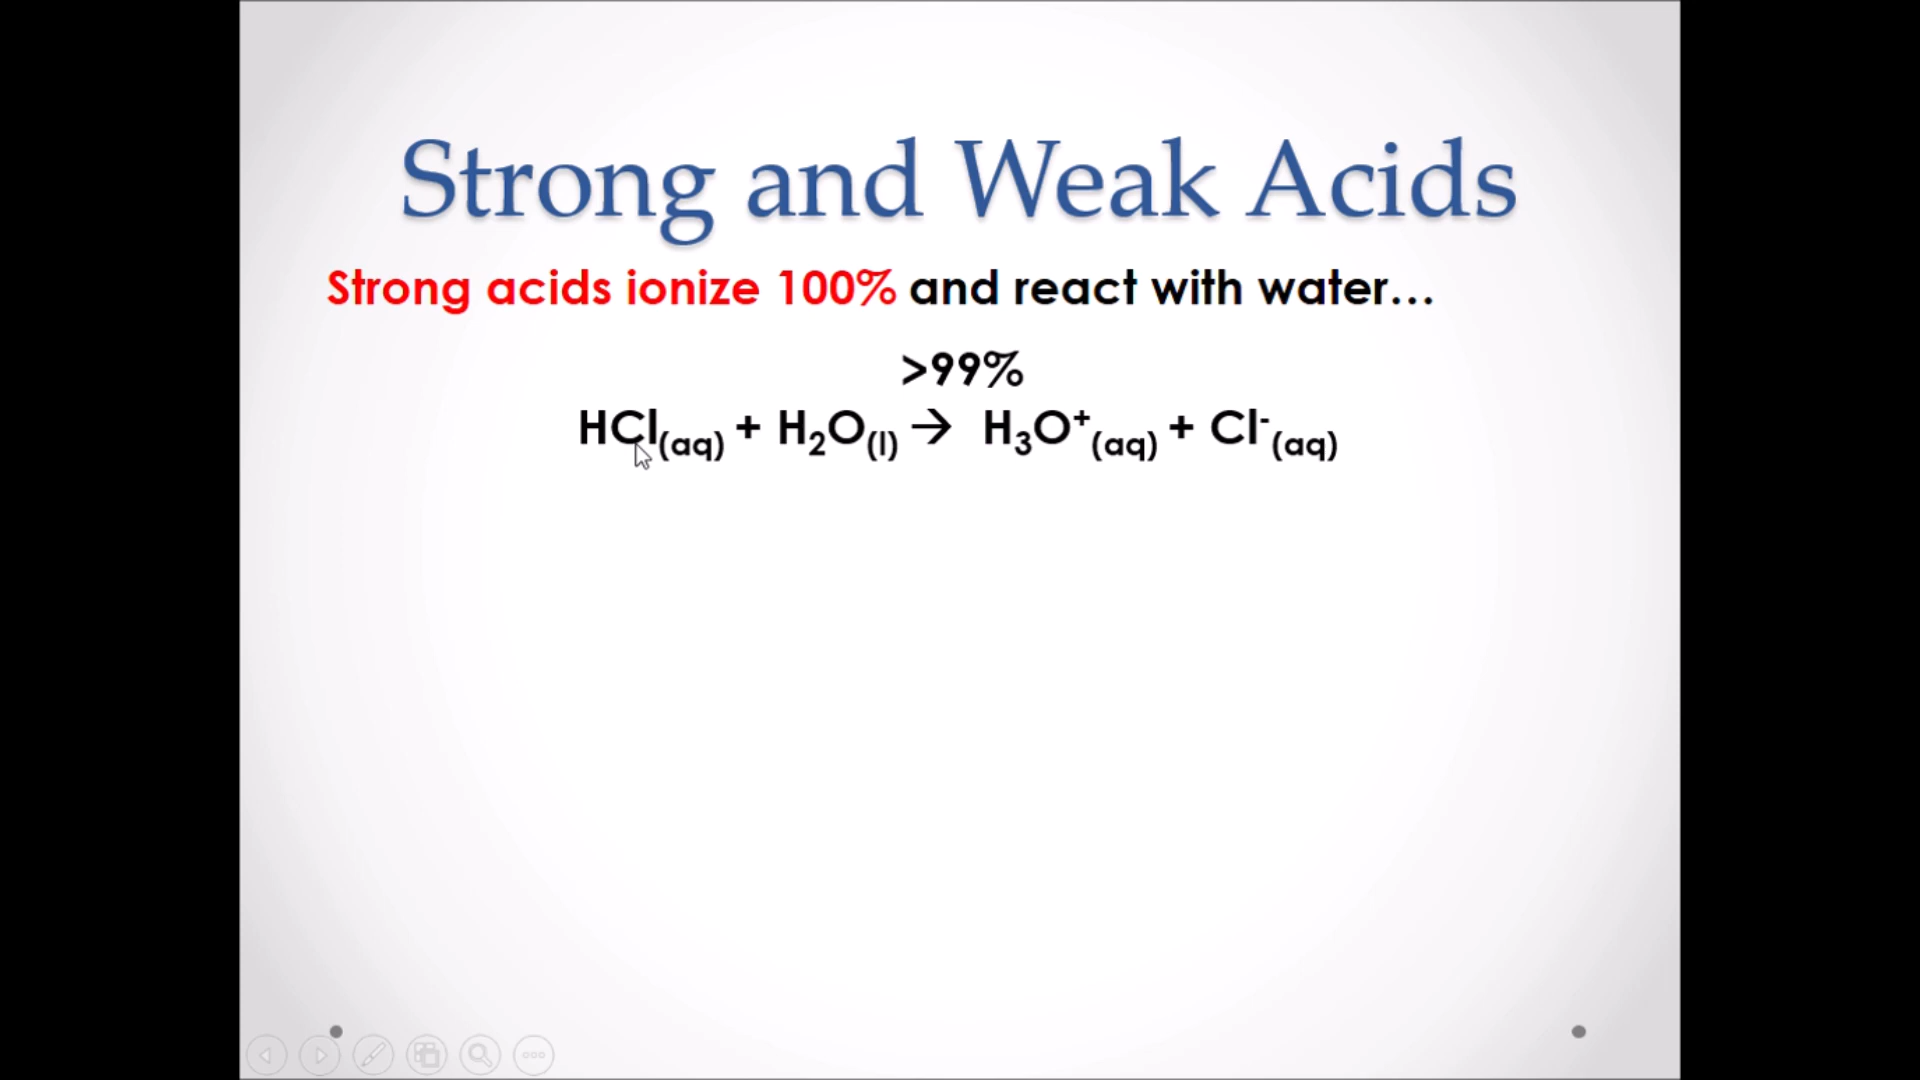 Strong and Weak Acids
Strong acids ionize 100% and react with water…
>99%
HCl(aq) + H₂O(l) → H₃O⁺(aq) + Cl⁻(aq)